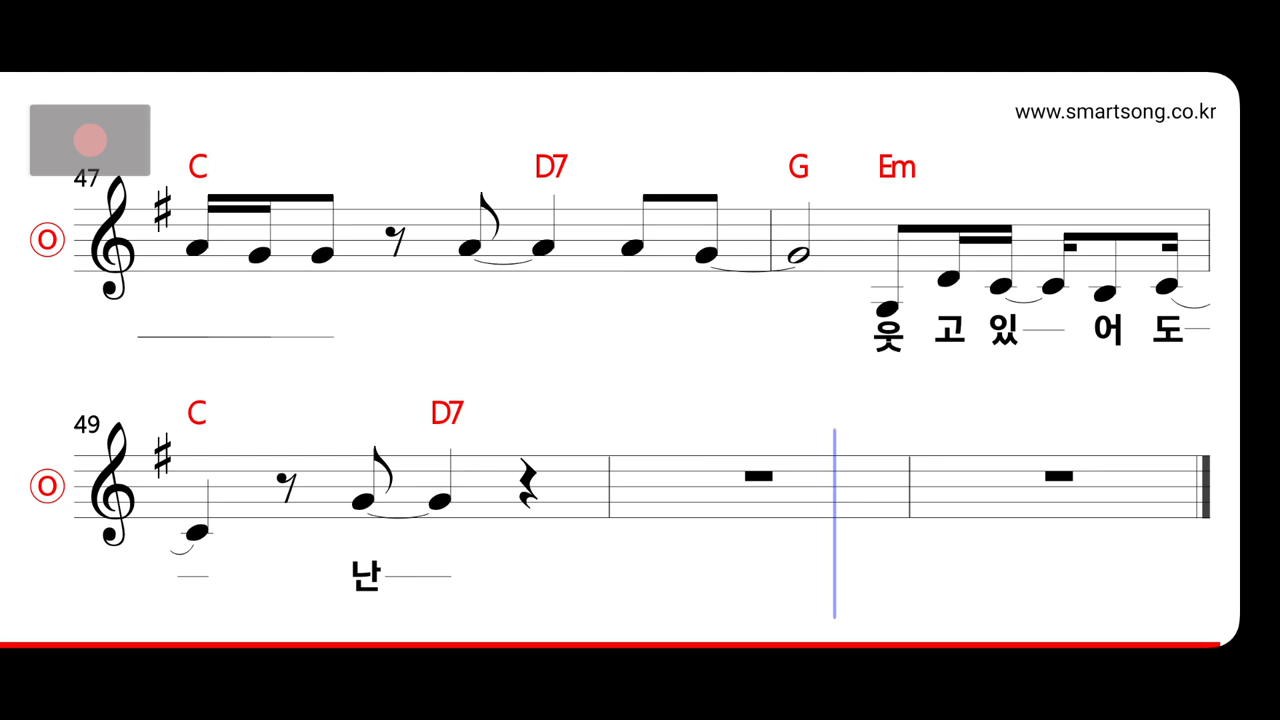 www.smartsong.co.kr
47
C D7 G Em
O
웃 고 있 어 도
49
C D7
O
난